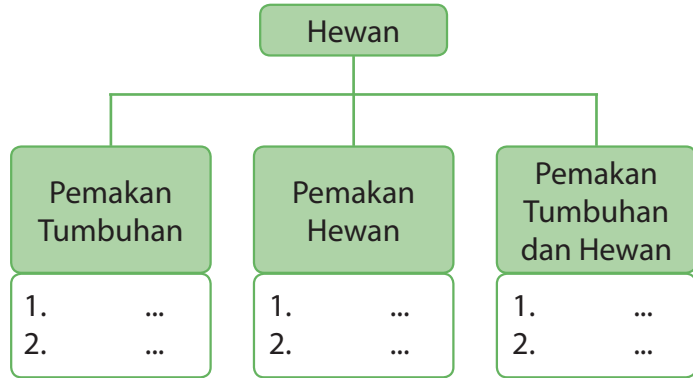 Hewan
Pemakan
Tumbuhan
Pemakan
Hewan
Pemakan
Tumbuhan
dan Hewan
1. ...
2. ...
1. ...
2. ...
1. ...
2. ...